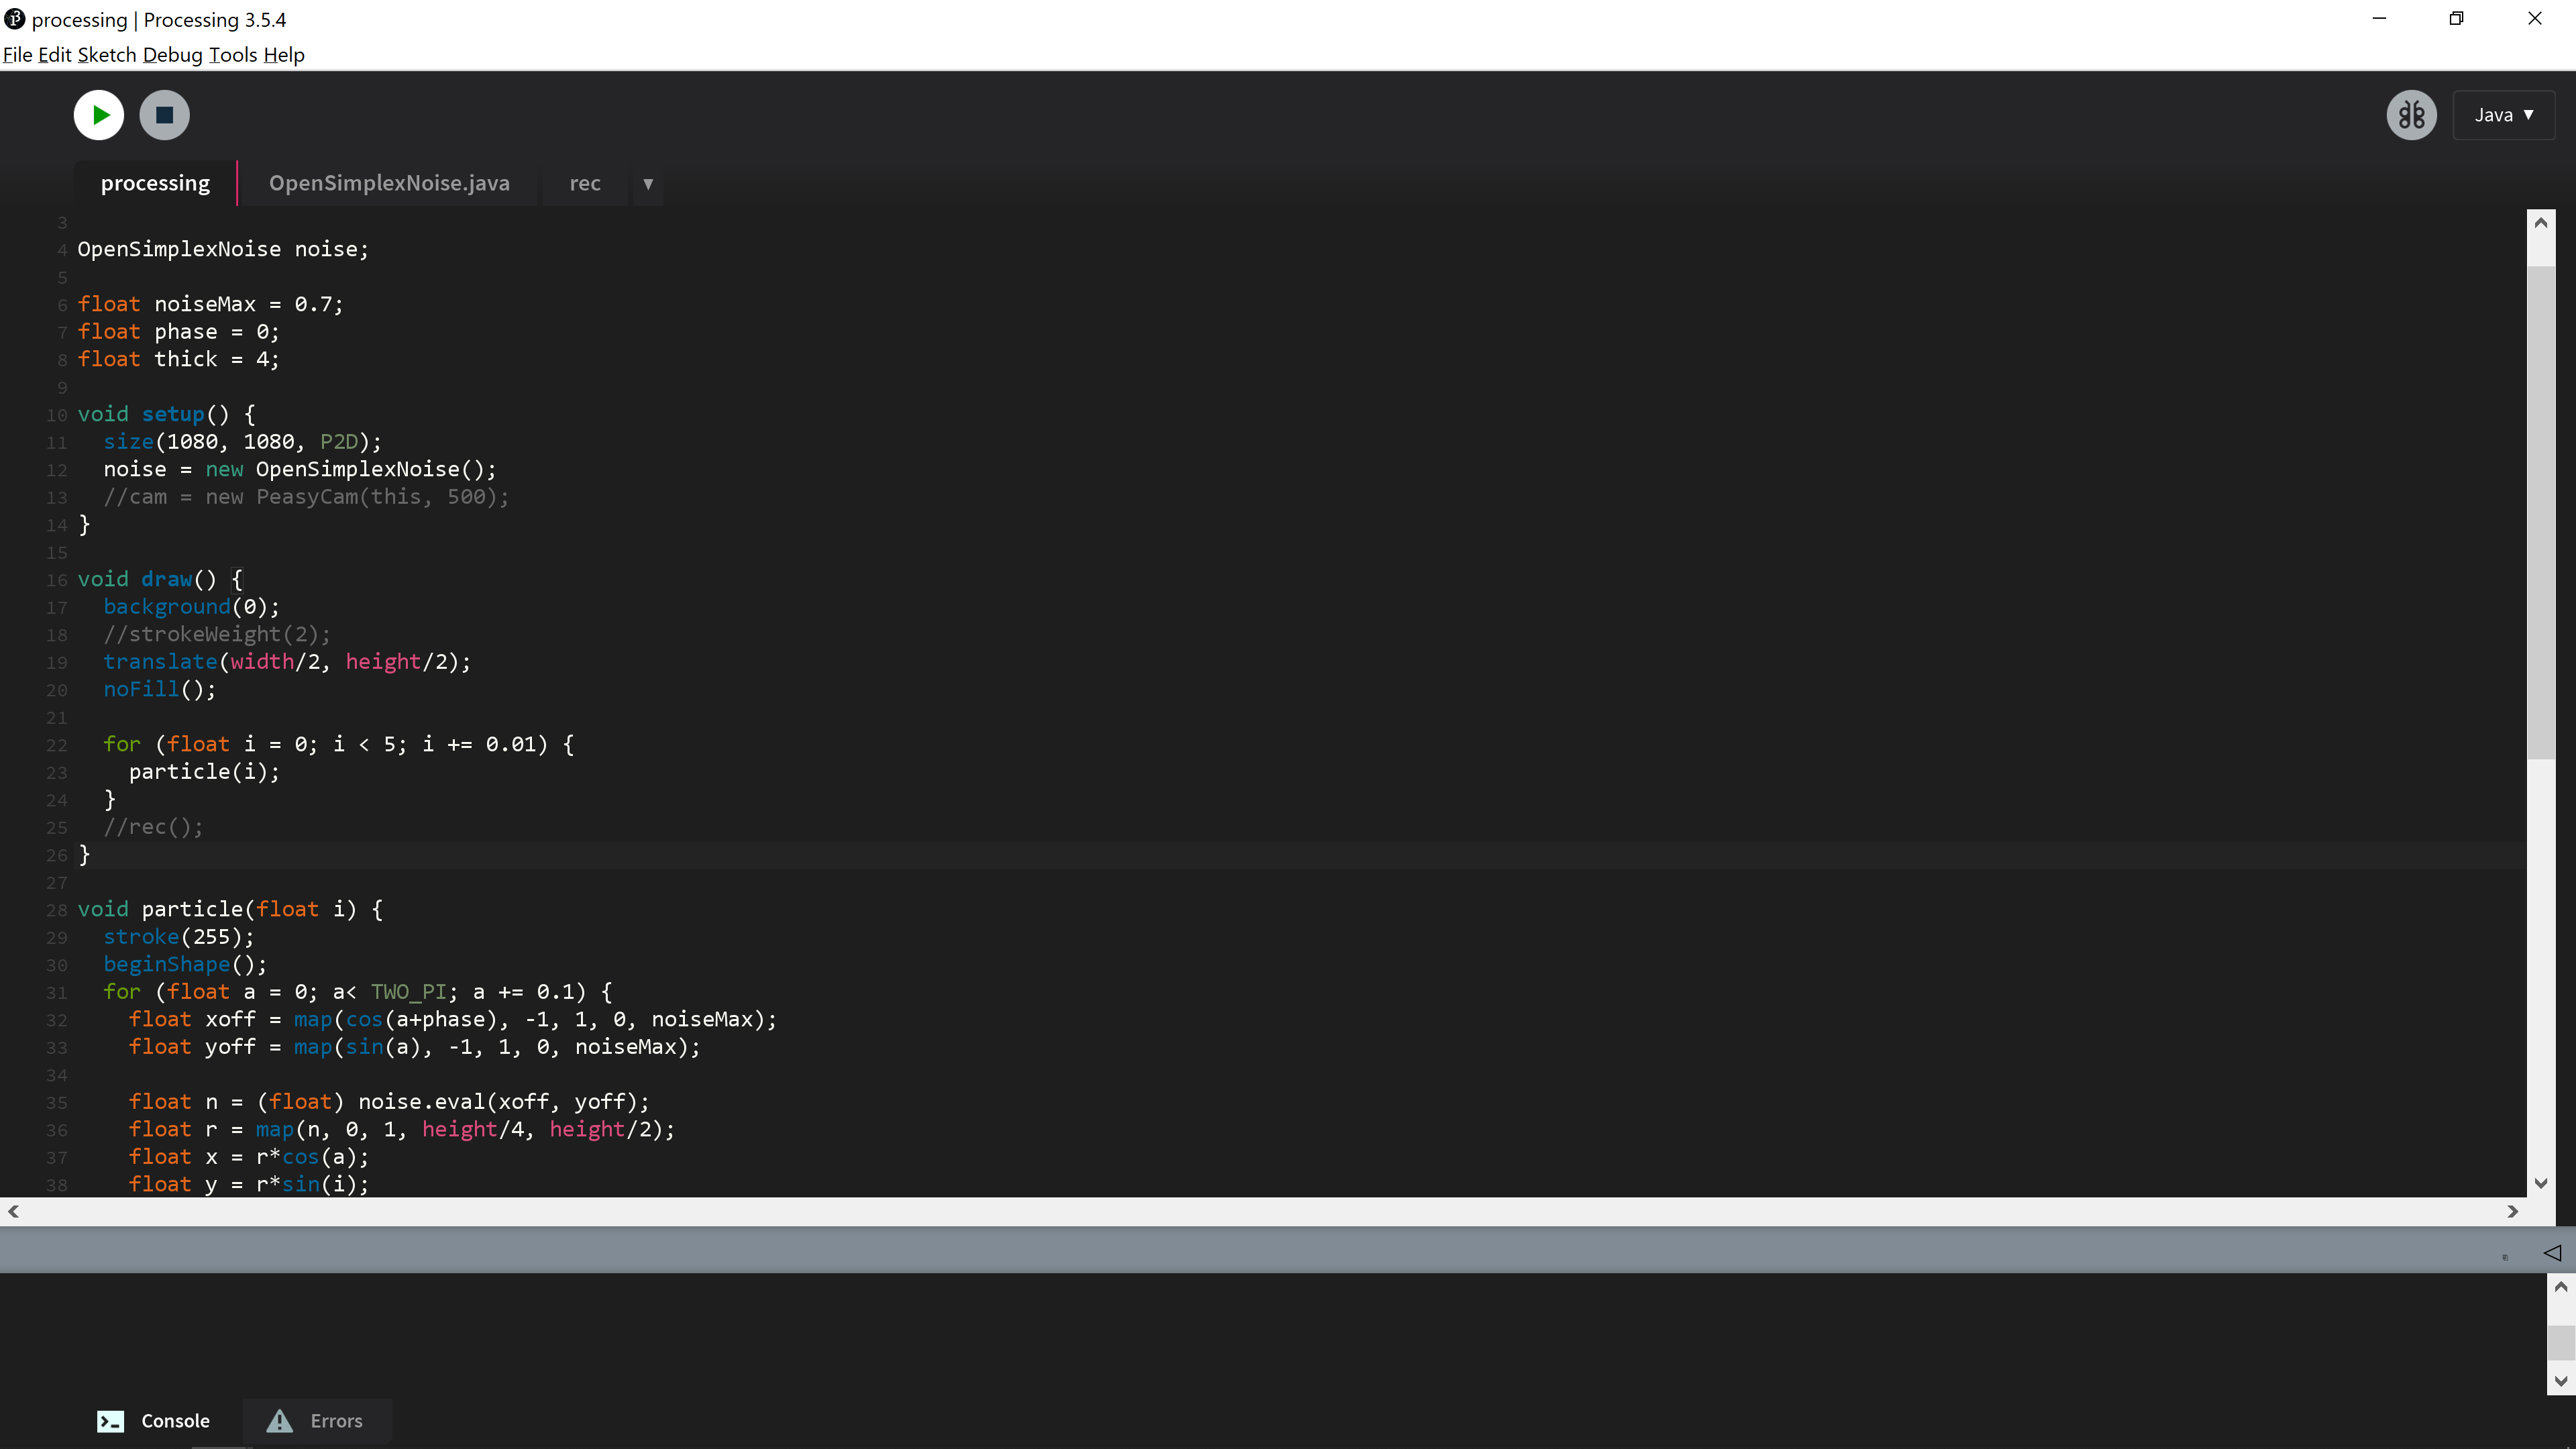 processing | Processing 3.5.4
File Edit Sketch Debug Tools Help
Java ▼
processing OpenSimplexNoise.java rec ▼
3
4 OpenSimplexNoise noise;
5
6 float noiseMax = 0.7;
7 float phase = 0;
8 float thick = 4;
9
10 void setup() {
11   size(1080, 1080, P2D);
12   noise = new OpenSimplexNoise();
13   //cam = new PeasyCam(this, 500);
14 }
15
16 void draw() {
17   background(0);
18   //strokeWeight(2);
19   translate(width/2, height/2);
20   noFill();
21
22   for (float i = 0; i < 5; i += 0.01) {
23     particle(i);
24   }
25   //rec();
26 }
27
28 void particle(float i) {
29   stroke(255);
30   beginShape();
31   for (float a = 0; a< TWO_PI; a += 0.1) {
32     float xoff = map(cos(a+phase), -1, 1, 0, noiseMax);
33     float yoff = map(sin(a), -1, 1, 0, noiseMax);
34
35     float n = (float) noise.eval(xoff, yoff);
36     float r = map(n, 0, 1, height/4, height/2);
37     float x = r*cos(a);
38     float y = r*sin(i);
Console Errors